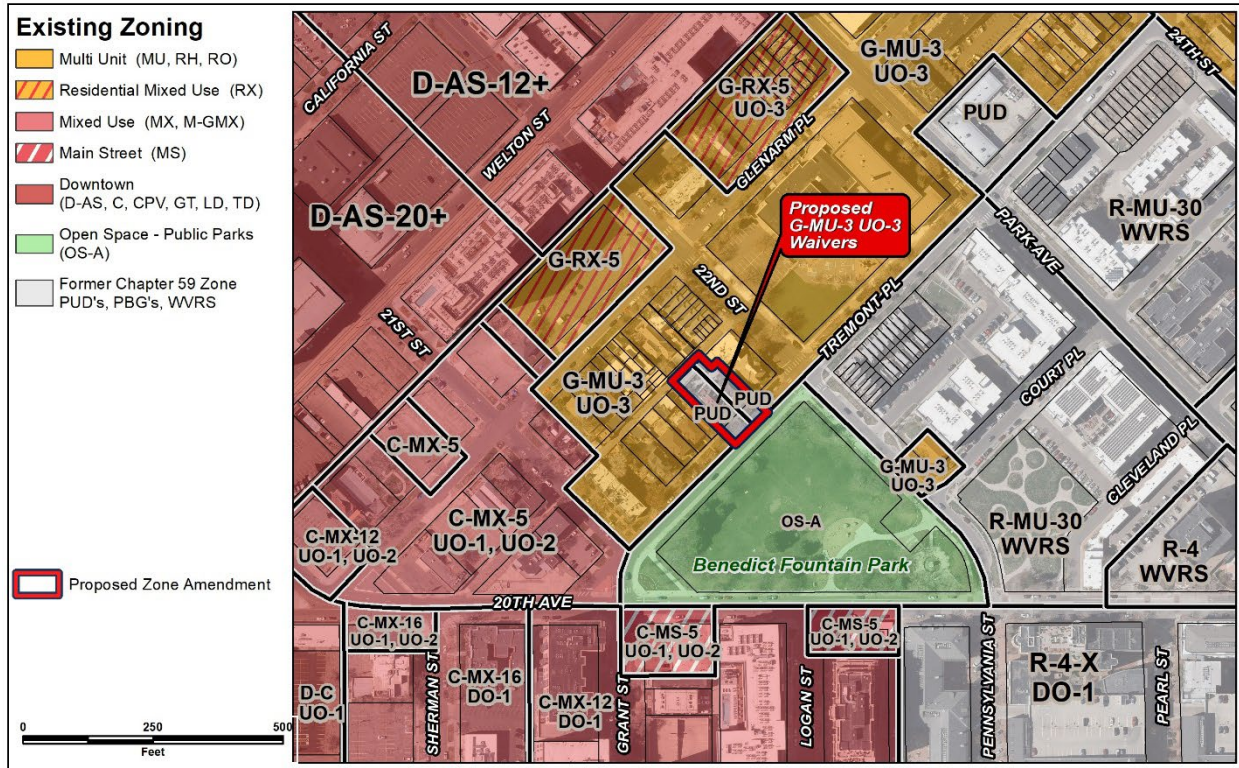 Existing Zoning
Multi Unit (MU, RH, RO)
Residential Mixed Use (RX)
Mixed Use (MX, M-GMX)
Main Street (MS)
Downtown
(D-AS, C, CPV, GT, LD, TD)
Open Space - Public Parks
(OS-A)
Former Chapter 59 Zone
PUD's, PBG's, WVRS
Proposed Zone Amendment
0 250 500
Feet
CALIFORNIA ST
D-AS-12+
WELTON ST
D-AS-20+
21ST ST
G-RX-5
UO-3
GLENARM PL
G-MU-3
UO-3
24TH ST
PUD
Proposed
G-MU-3 UO-3
Waivers
R-MU-30
WVRS
PARK AVE
G-RX-5
22ND ST
TREMONT PL
COURT PL
G-MU-3
UO-3
PUD
PUD
C-MX-5
G-MU-3
UO-3
CLEVELAND PL
C-MX-12
UO-1, UO-2
C-MX-5
UO-1, UO-2
OS-A
Benedict Fountain Park
R-MU-30
WVRS
R-4
WVRS
20TH AVE
C-MX-16
UO-1, UO-2
C-MS-5
UO-1, UO-2
C-MS-5
UO-1, UO-2
D-C
UO-1
SHERMAN ST
C-MX-16
DO-1
C-MX-12
DO-1
GRANT ST
LOGAN ST
PENNSYLVANIA ST
R-4-X
DO-1
PEARL ST